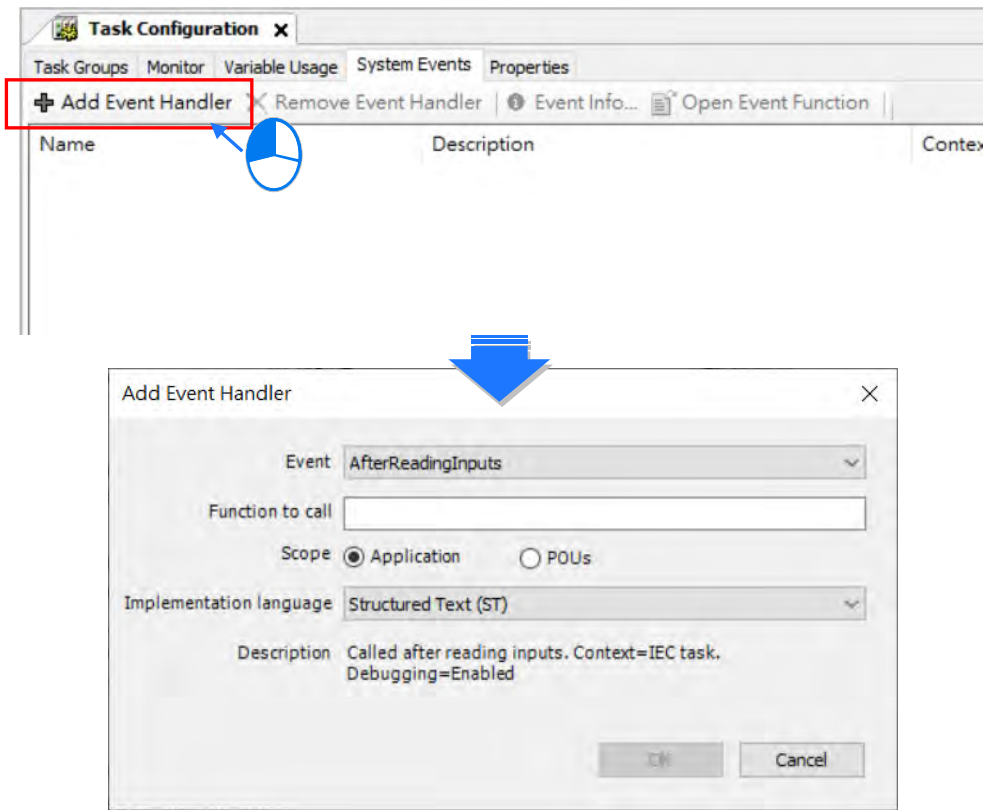 Task Configuration
Task Groups Monitor Variable Usage System Events Properties
Add Event Handler Remove Event Handler Event Info... Open Event Function
Name Description Contex
Add Event Handler
Event AfterReadingInputs
Function to call
Scope Application POUs
Implementation language Structured Text (ST)
Description Called after reading inputs. Context=IEC task.
Debugging=Enabled
OK Cancel